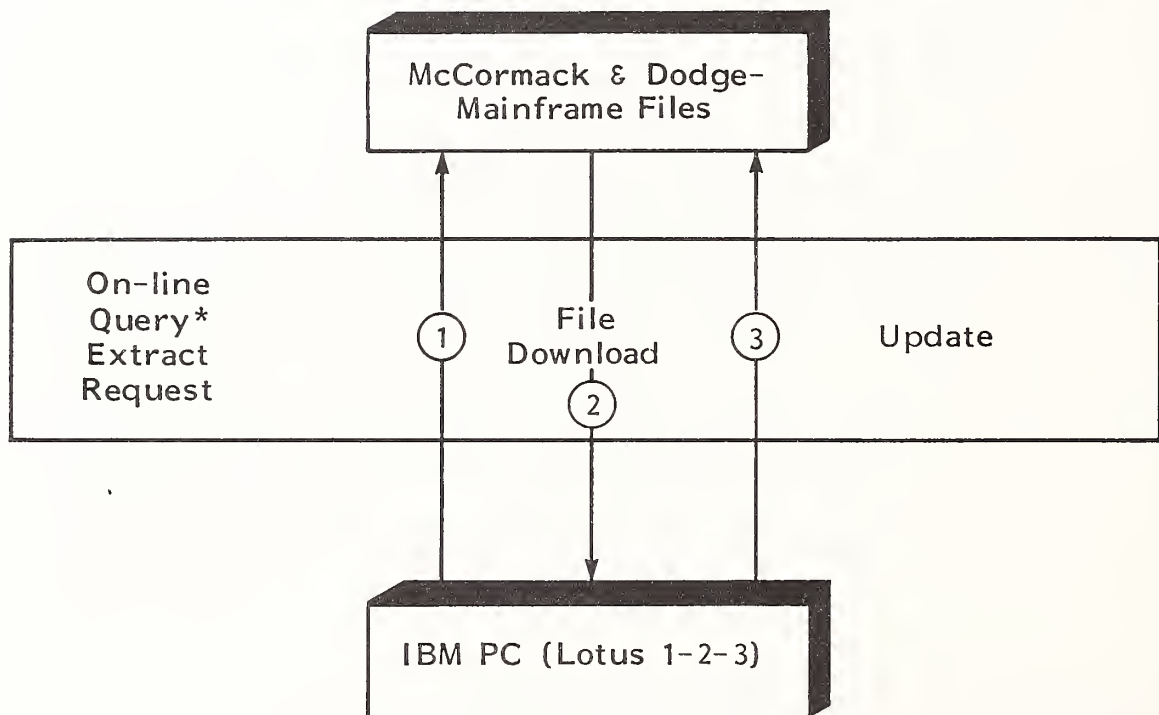 McCormack & Dodge-
Mainframe Files
On-line
Query*
Extract
Request
1
File
Download
2
3
Update
IBM PC (Lotus 1-2-3)